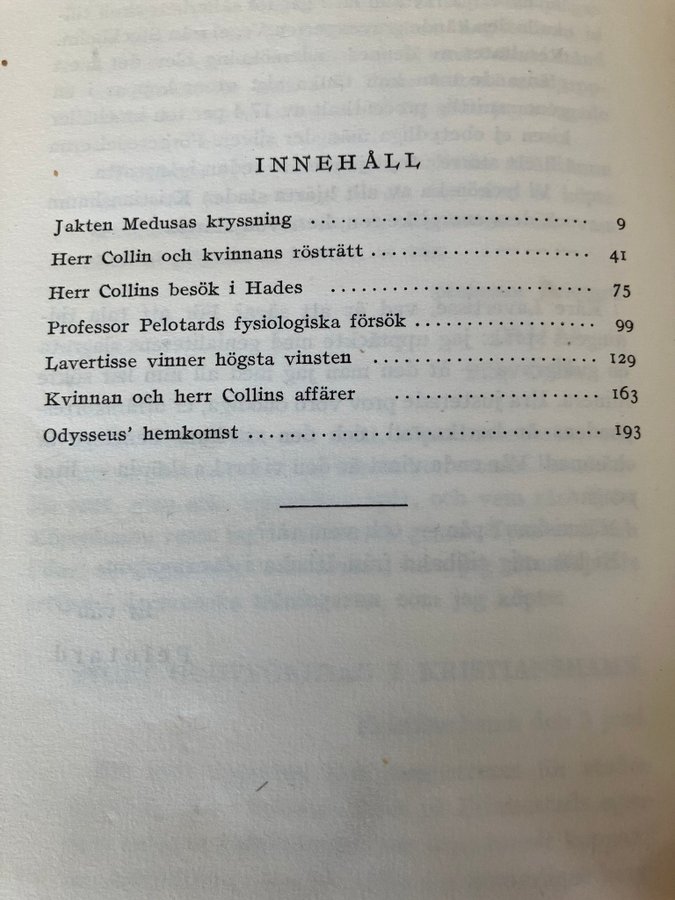 INNEHÅLL
Jakten Medusas kryssning ............................. 9
Herr Collin och kvinnans rösträtt ...................... 41
Herr Collins besök i Hades .......................... 75
Professor Pelotards fysiologiska försök .................. 99
Lavertisse vinner högsta vinsten ...................... 129
Kvinnan och herr Collins affärer .................... 163
Odysseus' hemkomst .................................. 193